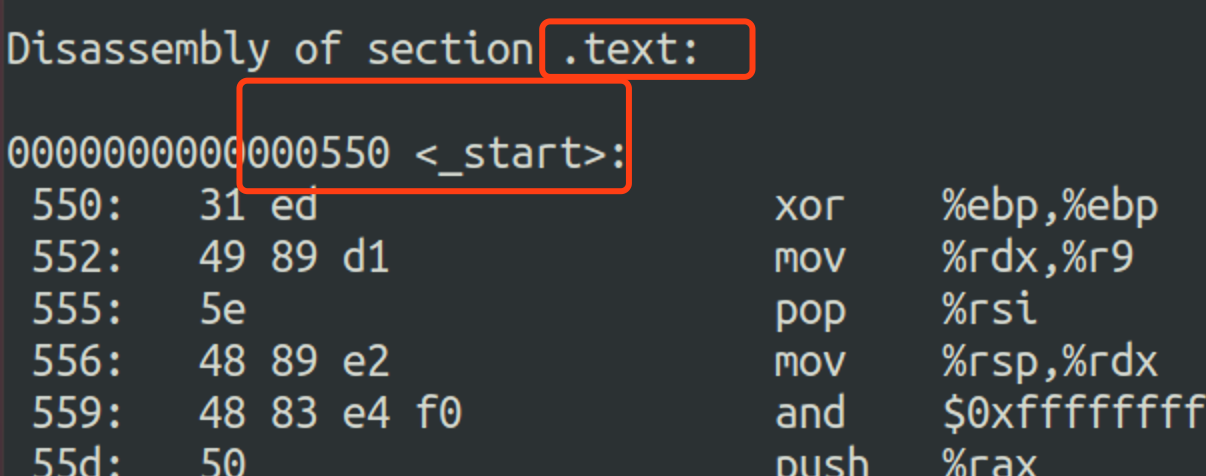 Disassembly of section .text:
0000000000000550 <_start>:
550: 31 ed xor %ebp,%ebp
552: 49 89 d1 mov %rdx,%r9
555: 5e pop %rsi
556: 48 89 e2 mov %rsp,%rdx
559: 48 83 e4 f0 and $0xffffffff
55d: 50 push %rax